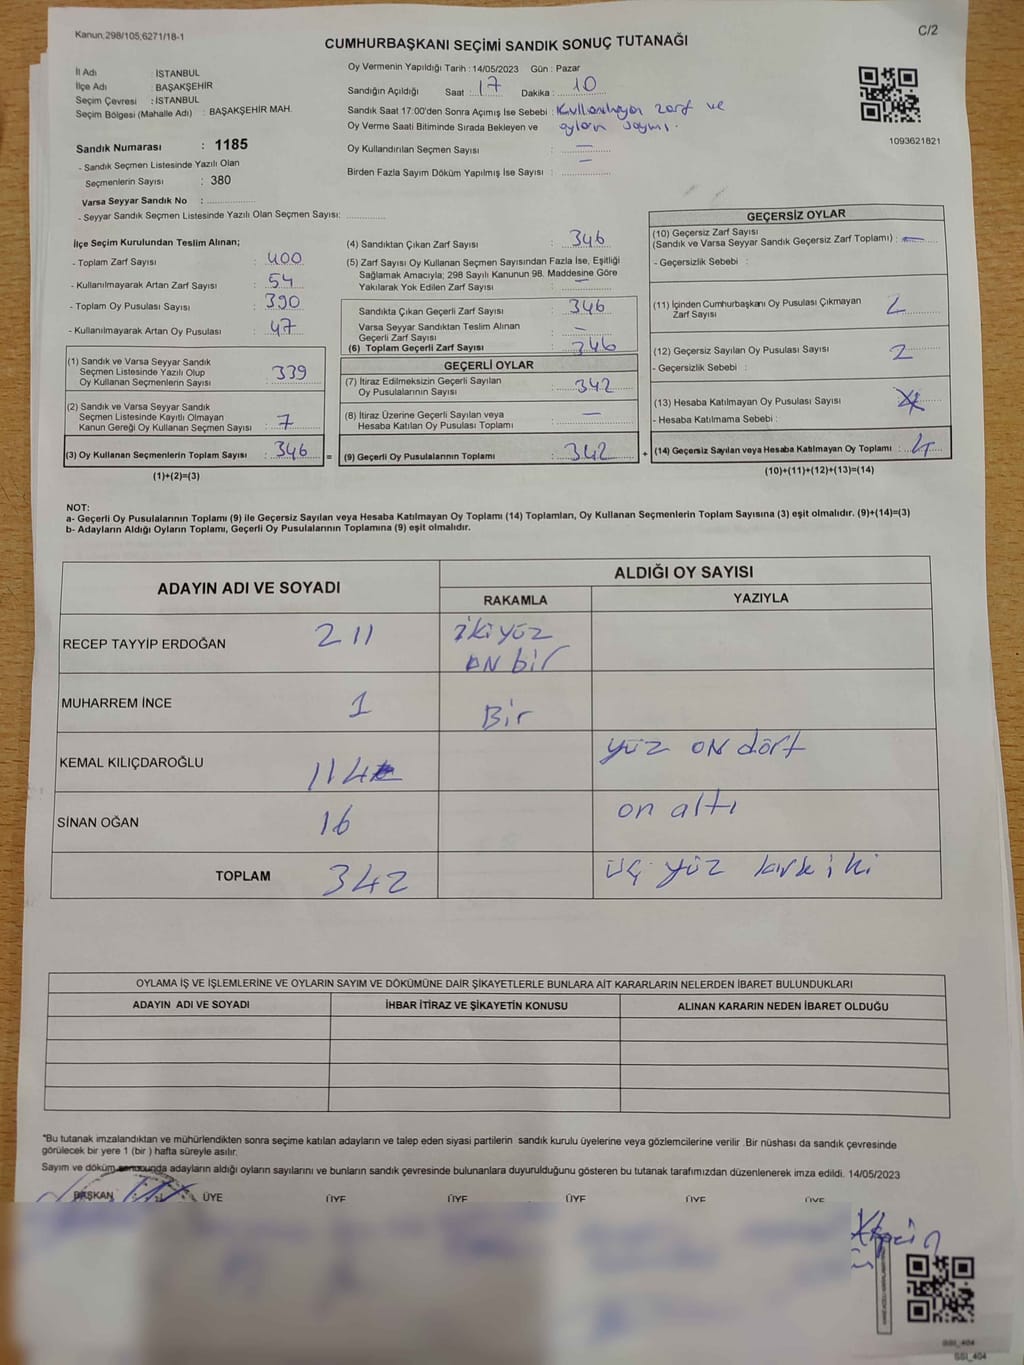 Kanun,298/105,6271/18-1
C/2
CUMHURBAŞKANI SEÇİMİ SANDIK SONUÇ TUTANAĞI
İl Adı : İSTANBUL
İlçe Adı : BAŞAKŞEHİR
Seçim Çevresi : İSTANBUL
Seçim Bölgesi (Mahalle Adı) : BAŞAKŞEHİR MAH.
Sandık Numarası : 1185
- Sandık Seçmen Listesinde Yazılı Olan
Seçmenlerin Sayısı : 380
Varsa Seyyar Sandık No :
- Seyyar Sandık Seçmen Listesinde Yazılı Olan Seçmen Sayısı:
Oy Vermenin Yapıldığı Tarih : 14/05/2023 Gün : Pazar
Sandığın Açıldığı Saat : 17 Dakika : 10
Sandık Saat 17:00'den Sonra Açımış İse Sebebi : Kullanılmayan zarf ve
Oy Verme Saati Bitiminde Sırada Bekleyen ve oyların sayımı.
Oy Kullandırılan Seçmen Sayısı : —
Birden Fazla Sayım Döküm Yapılmış İse Sayısı : —
1093621821
İlçe Seçim Kurulundan Teslim Alınan;
- Toplam Zarf Sayısı : 400
- Kullanılmayarak Artan Zarf Sayısı : 54
- Toplam Oy Pusulası Sayısı : 390
- Kullanılmayarak Artan Oy Pusulası : 47
(1) Sandık ve Varsa Seyyar Sandık
Seçmen Listesinde Yazılı Olup
Oy Kullanan Seçmenlerin Sayısı : 339
(2) Sandık ve Varsa Seyyar Sandık
Seçmen Listesinde Kayıtlı Olmayan
Kanun Gereği Oy Kullanan Seçmen Sayısı : 7
(3) Oy Kullanan Seçmenlerin Toplam Sayısı : 346
(1)+(2)=(3)
=
(4) Sandıktan Çıkan Zarf Sayısı : 346
(5) Zarf Sayısı Oy Kullanan Seçmen Sayısından Fazla İse, Eşitliği
Sağlamak Amacıyla; 298 Sayılı Kanunun 98. Maddesine Göre
Yakılarak Yok Edilen Zarf Sayısı : —
Sandıkta Çıkan Geçerli Zarf Sayısı : 346
Varsa Seyyar Sandıktan Teslim Alınan
Geçerli Zarf Sayısı : —
(6) Toplam Geçerli Zarf Sayısı : 346
GEÇERLİ OYLAR
(7) İtiraz Edilmeksizin Geçerli Sayılan
Oy Pusulalarının Sayısı : 342
(8) İtiraz Üzerine Geçerli Sayılan veya
Hesaba Katılan Oy Pusulası Toplamı : —
(9) Geçerli Oy Pusulalarının Toplamı : 342
+
GEÇERSİZ OYLAR
(10) Geçersiz Zarf Sayısı
(Sandık ve Varsa Seyyar Sandık Geçersiz Zarf Toplamı) : —
- Geçersizlik Sebebi :
(11) İçinden Cumhurbaşkanı Oy Pusulası Çıkmayan
Zarf Sayısı : 2
(12) Geçersiz Sayılan Oy Pusulası Sayısı : 2
- Geçersizlik Sebebi :
(13) Hesaba Katılmayan Oy Pusulası Sayısı :
- Hesaba Katılmama Sebebi :
(14) Geçersiz Sayılan veya Hesaba Katılmayan Oy Toplamı : 4
(10)+(11)+(12)+(13)=(14)
NOT:
a- Geçerli Oy Pusulalarının Toplamı (9) ile Geçersiz Sayılan veya Hesaba Katılmayan Oy Toplamı (14) Toplamları, Oy Kullanan Seçmenlerin Toplam Sayısına (3) eşit olmalıdır. (9)+(14)=(3)
b- Adayların Aldığı Oyların Toplamı, Geçerli Oy Pusulalarının Toplamına (9) eşit olmalıdır.
ADAYIN ADI VE SOYADI
ALDIĞI OY SAYISI
RAKAMLA YAZIYLA
RECEP TAYYİP ERDOĞAN 211 iki yüz
on bir
MUHARREM İNCE 1 Bir
KEMAL KILIÇDAROĞLU 114 yüz on dört
SİNAN OĞAN 16 on altı
TOPLAM 342 üç yüz kırk iki
OYLAMA İŞ VE İŞLEMLERİNE VE OYLARIN SAYIM VE DÖKÜMÜNE DAİR ŞİKAYETLERLE BUNLARA AİT KARARLARIN NELERDEN İBARET BULUNDUKLARI
ADAYIN ADI VE SOYADI İHBAR İTİRAZ VE ŞİKAYETİN KONUSU ALINAN KARARIN NEDEN İBARET OLDUĞU
*Bu tutanak imzalandıktan ve mühürlendikten sonra seçime katılan adayların ve talep eden siyasi partilerin sandık kurulu üyelerine veya gözlemcilerine verilir .Bir nüshası da sandık çevresinde
görülecek bir yere 1 (bir ) hafta süreyle asılır.
Sayım ve döküm sonucunda adayların aldığı oyların sayılarını ve bunların sandık çevresinde bulunanlara duyurulduğunu gösteren bu tutanak tarafımızdan düzenlenerek imza edildi. 14/05/2023
BAŞKAN ÜYE ÜYE ÜYE ÜYE ÜYE ÜYE
SSI_404
SSI_404